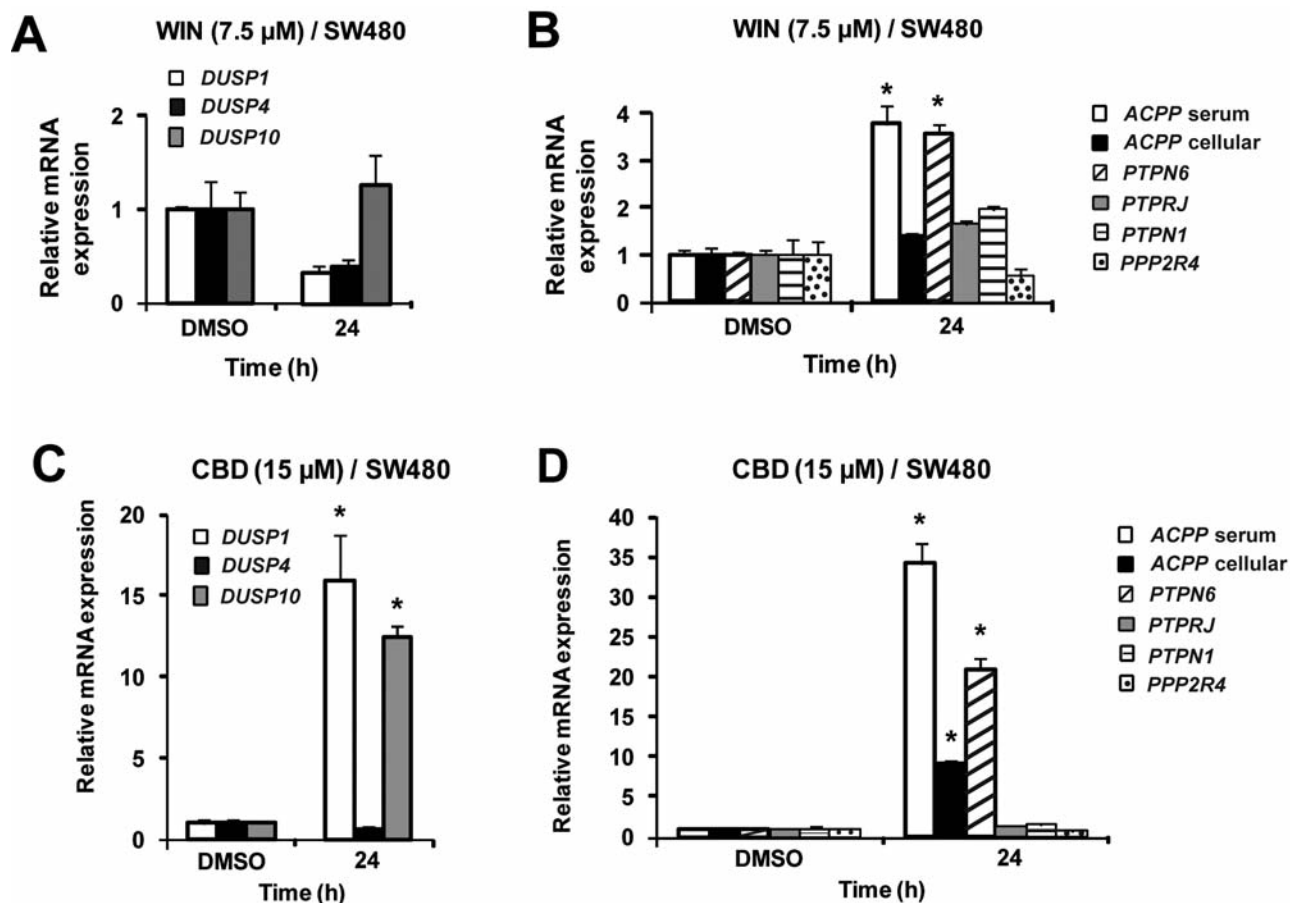 A
WIN (7.5 µM) / SW480
DUSP1
DUSP4
DUSP10
Relative mRNA
expression
2
1
0
DMSO
24
Time (h)
B
WIN (7.5 µM) / SW480
ACPP serum
ACPP cellular
PTPN6
PTPRJ
PTPN1
PPP2R4
Relative mRNA
expression
4
3
2
1
0
*
*
DMSO
24
Time (h)
C
CBD (15 µM) / SW480
DUSP1
DUSP4
DUSP10
Relative mRNA expression
20
15
10
5
0
*
*
DMSO
24
Time (h)
D
CBD (15 µM) / SW480
ACPP serum
ACPP cellular
PTPN6
PTPRJ
PTPN1
PPP2R4
Relative mRNA expression
40
35
30
25
20
15
10
5
0
*
*
*
DMSO
24
Time (h)